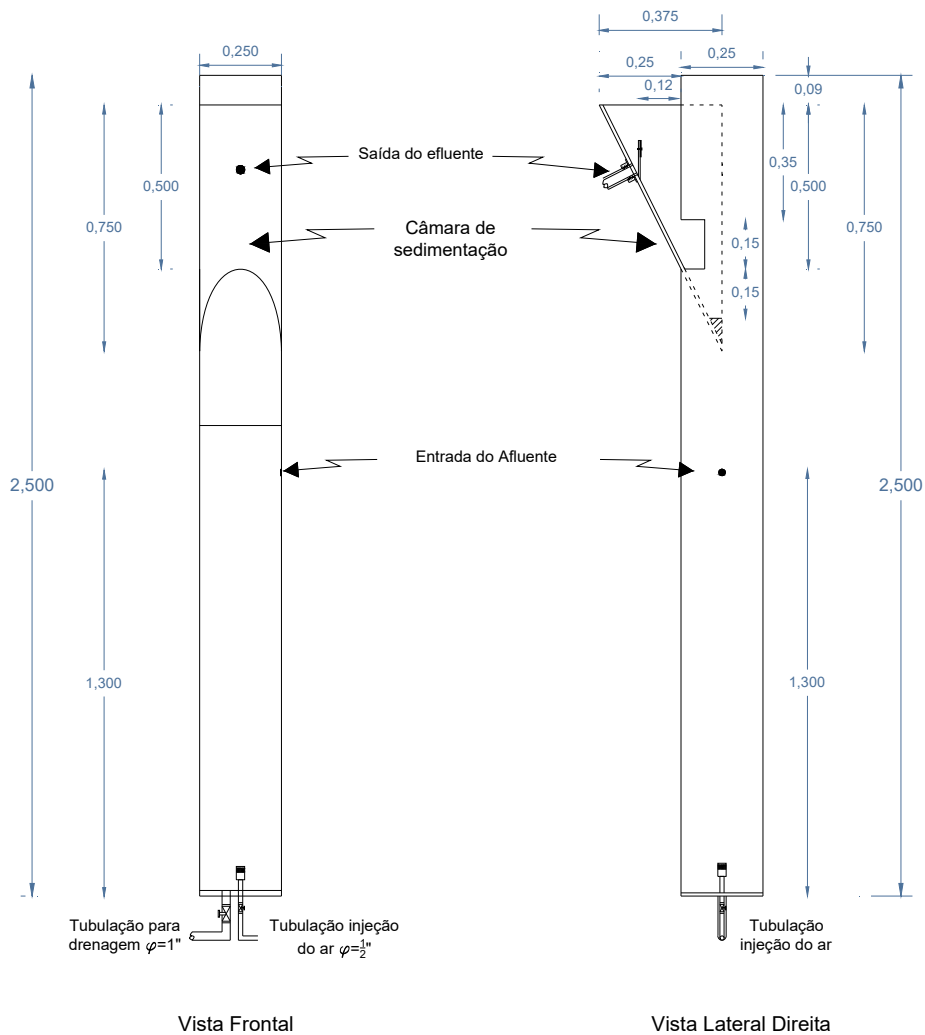 0,375
0,250
0,25
0,25
0,12
0,09
Saída do efluente
0,35
0,500
0,500
0,750
0,750
Câmara de
sedimentação
0,15
0,15
Entrada do Afluente
2,500
2,500
1,300
1,300
Tubulação para
drenagem φ=1"
Tubulação injeção
do ar φ=½"
Tubulação
injeção do ar
Vista Frontal
Vista Lateral Direita